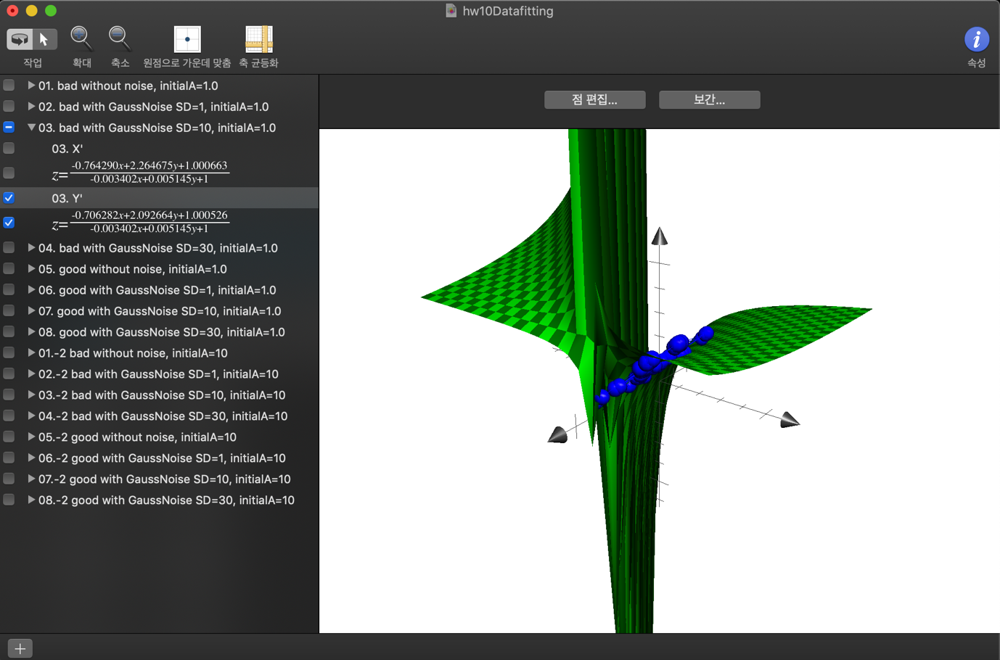 hw10Datafitting
작업
확대
축소
원점으로 가운데 맞춤
축 균등화
속성
점 편집...
보간...
01. bad without noise, initialA=1.0
02. bad with GaussNoise SD=1, initialA=1.0
03. bad with GaussNoise SD=10, initialA=1.0
03. X'
z=
-0.764290x+2.264675y+1.000663
-0.003402x+0.005145y+1
03. Y'
z=
-0.706282x+2.092664y+1.000526
-0.003402x+0.005145y+1
04. bad with GaussNoise SD=30, initialA=1.0
05. good without noise, initialA=1.0
06. good with GaussNoise SD=1, initialA=1.0
07. good with GaussNoise SD=10, initialA=1.0
08. good with GaussNoise SD=30, initialA=1.0
01.-2 bad without noise, initialA=10
02.-2 bad with GaussNoise SD=1, initialA=10
03.-2 bad with GaussNoise SD=10, initialA=10
04.-2 bad with GaussNoise SD=30, initialA=10
05.-2 good without noise, initialA=10
06.-2 good with GaussNoise SD=1, initialA=10
07.-2 good with GaussNoise SD=10, initialA=10
08.-2 good with GaussNoise SD=30, initialA=10